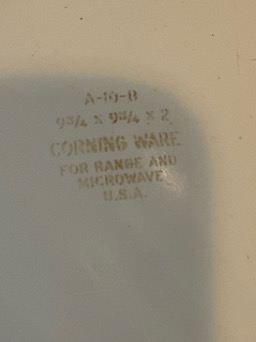 A-10-B
9¾ X 9¾ X 2
CORNING WARE
FOR RANGE AND
MICROWAVE
U.S.A.